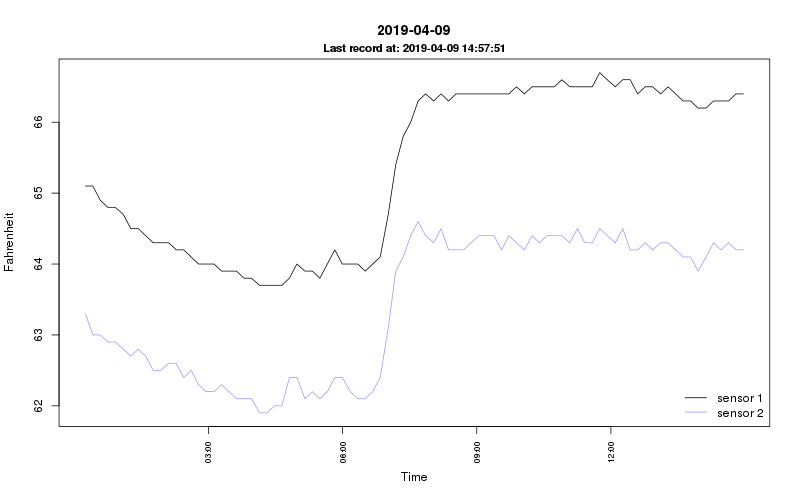 2019-04-09
Last record at: 2019-04-09 14:57:51
Fahrenheit
66
65
64
63
62
sensor 1
sensor 2
03:00
06:00
09:00
12:00
Time